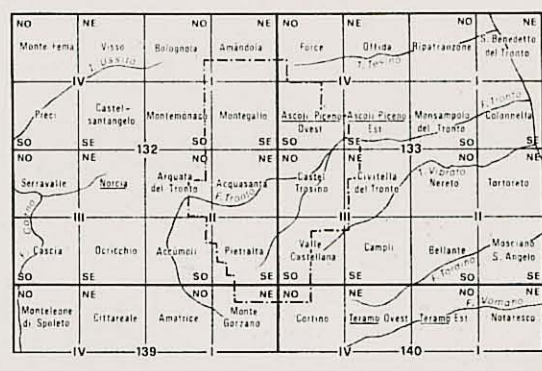 NO NE NO NE NO NE NO NE
Monte Fema Visso Bolognola Amándola Force Offida Ripatranzone S. Benedetto del Tronto
T. Ussita T. Tesino
IV I IV I
Preci Castelsantangelo Montemónaco Montegallo Ascoli Piceno Ovest Ascoli Piceno Est Monsampolo del Tronto Colonnella
F. Tronto
SO SE 132 SO SE SO SE 133 SO SE
NO NE NO NE NO NE NO NE
Serravalle Norcia Arquata del Tronto Acquasanta Castel Trosino Civitella del Tronto Nereto Tortoreto
F. Tronto T. Vibrata
III II III II
Cascia Ocricchio Accúmoli Pietralta Valle Castellana Campli Bellante Mosciano S. Angelo
F. Tordino
SO SE SO SE SO SE SO SE
NO NE NO NE NO NE NO NE
Monteleone di Spoleto Cittareale Amatrice Monte Gorzano Cortino Teramo Ovest Teramo Est Notaresco
F. Vomano
IV 139 I IV 140 I